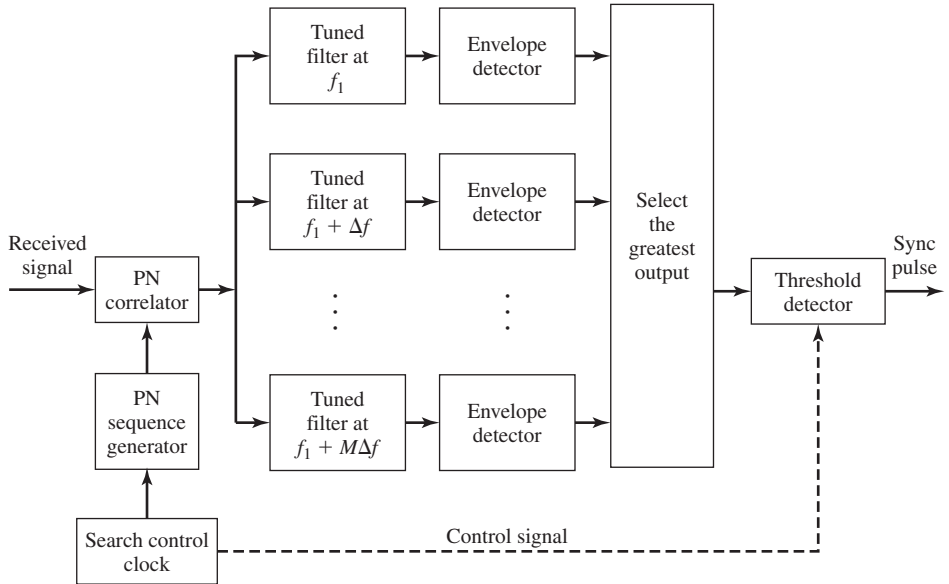 Tuned
filter at
f₁
Envelope
detector
Tuned
filter at
f₁ + Δf
Envelope
detector
Select
the
greatest
output
Received
signal
PN
correlator
Sync
pulse
Threshold
detector
PN
sequence
generator
Tuned
filter at
f₁ + MΔf
Envelope
detector
Search control
clock
Control signal